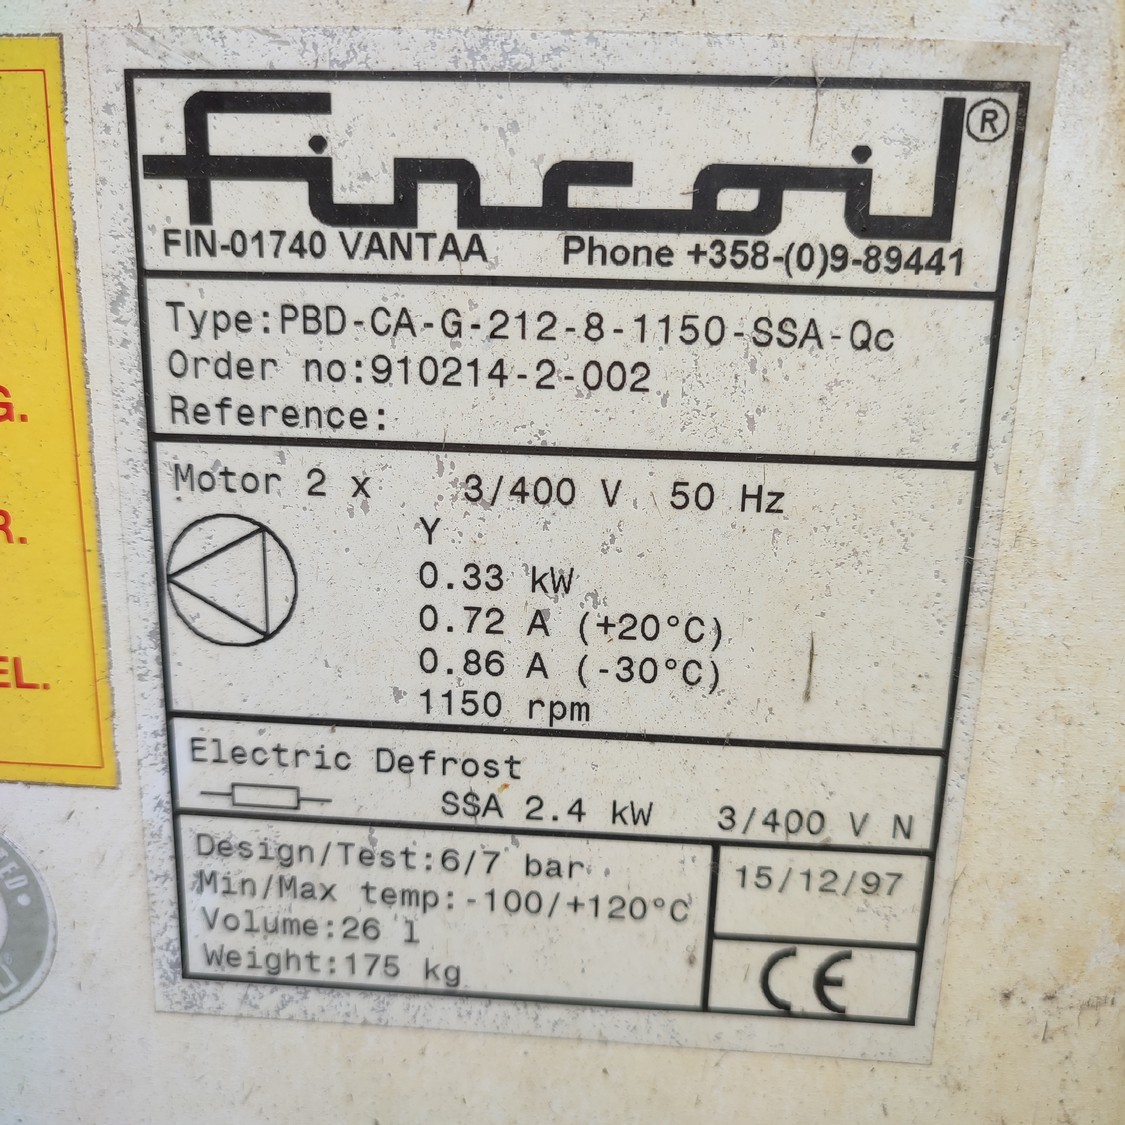 fincoil®
FIN-01740 VANTAA Phone +358-(0)9-89441
Type:PBD-CA-G-212-8-1150-SSA-Qc
Order no:910214-2-002
Reference:
Motor 2 x 3/400 V 50 Hz
Y
0.33 kW
0.72 A (+20°C)
0.86 A (-30°C)
1150 rpm
Electric Defrost
SSA 2.4 kW 3/400 V N
Design/Test:6/7 bar
Min/Max temp:-100/+120°C
Volume:26 l
Weight:175 kg
15/12/97
CE
G.
R.
EL.